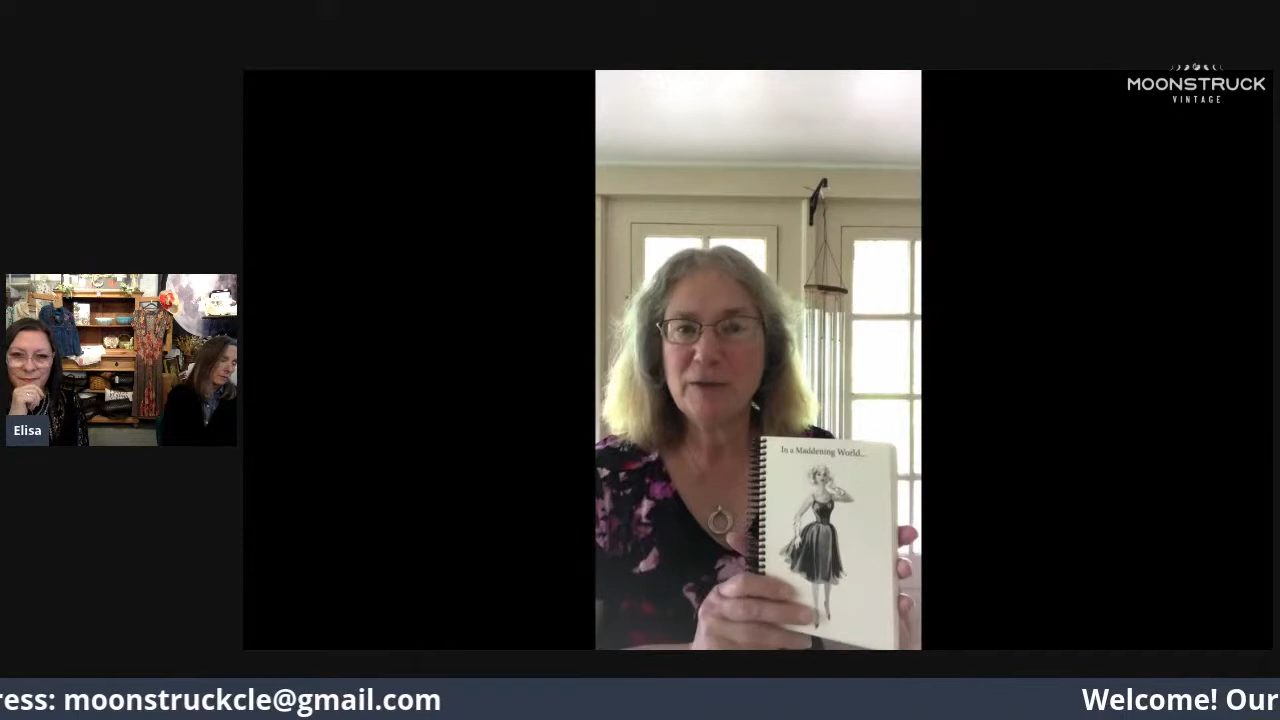 MOONSTRUCK
VINTAGE
In a Maddening World...
Elisa
ress: moonstruckcle@gmail.com
Welcome! Our